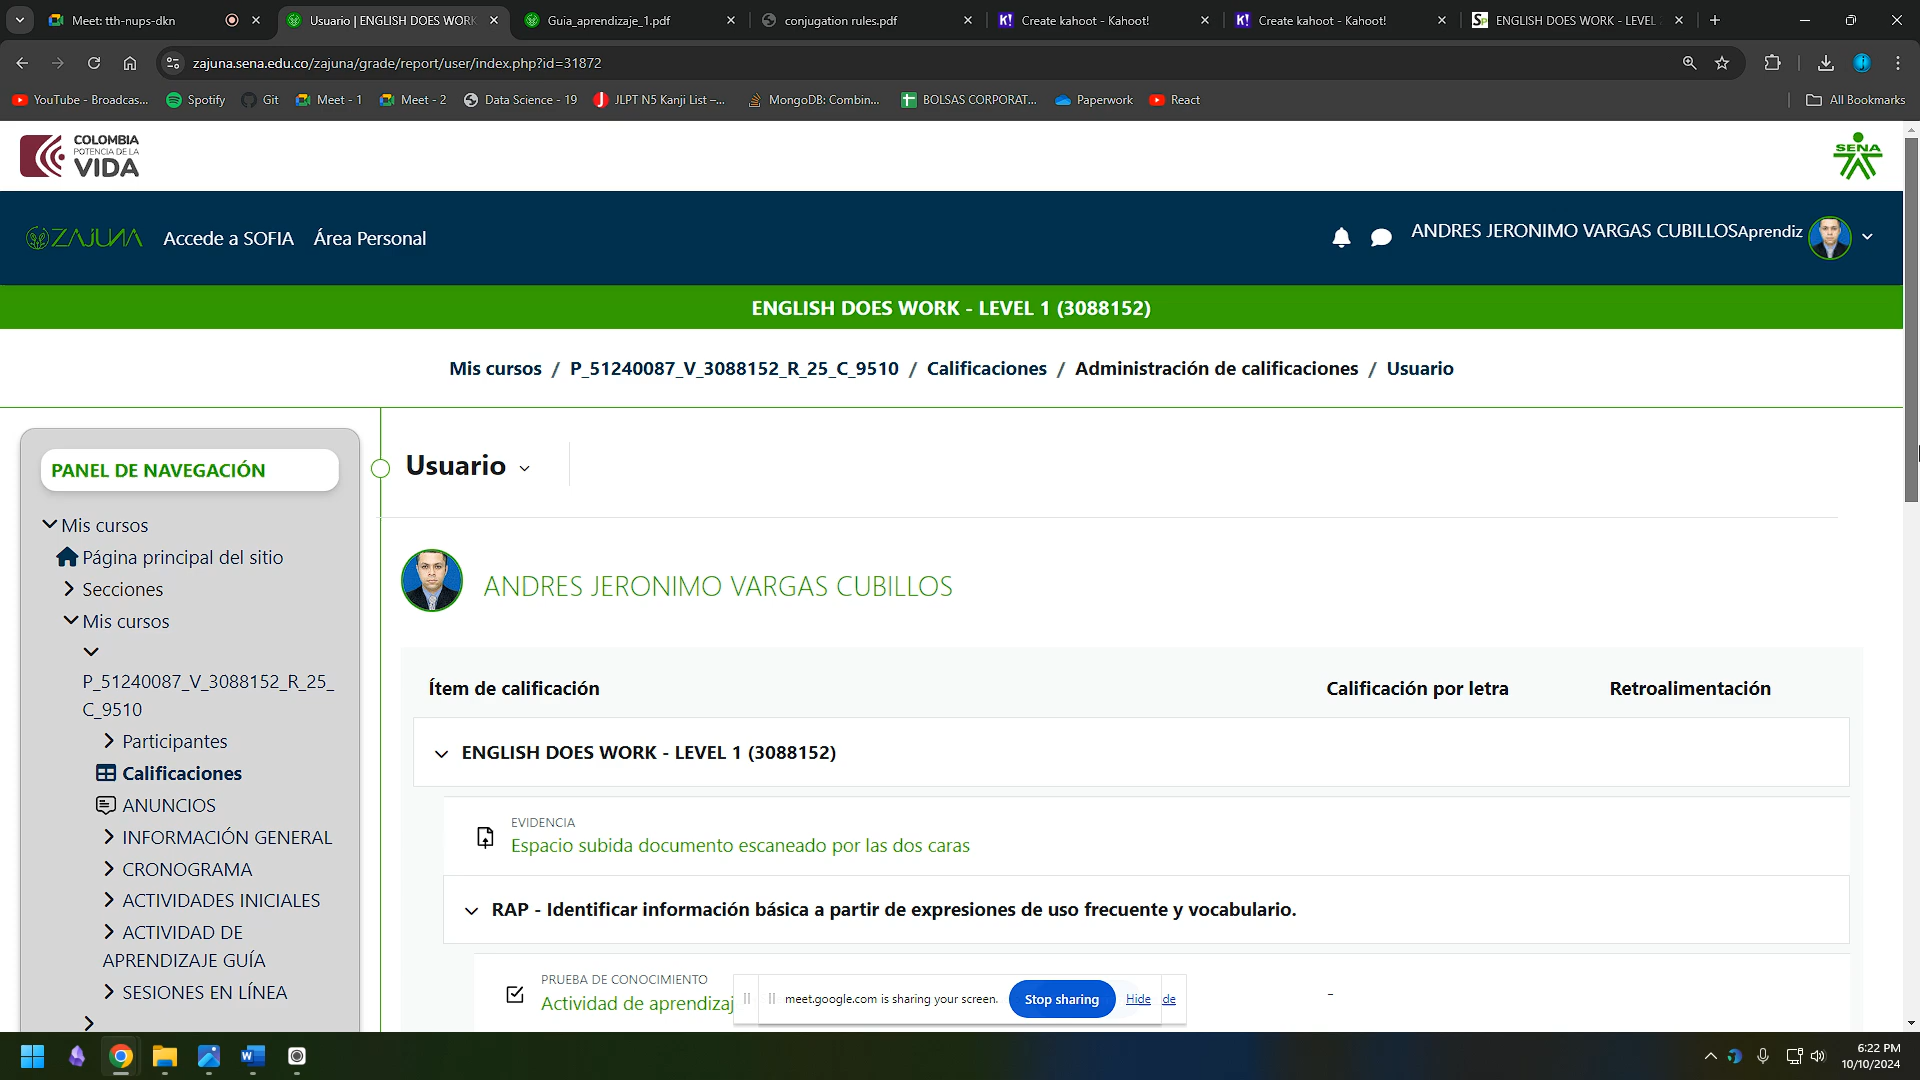 Meet: tth-nups-dkn
Usuario | ENGLISH DOES WORK
Guia_aprendizaje_1.pdf
conjugation rules.pdf
Create kahoot - Kahoot!
Create kahoot - Kahoot!
ENGLISH DOES WORK - LEVEL
zajuna.sena.edu.co/zajuna/grade/report/user/index.php?id=31872
YouTube - Broadcas...
Spotify
Git
Meet - 1
Meet - 2
Data Science - 19
JLPT N5 Kanji List –...
MongoDB: Combin...
BOLSAS CORPORAT...
Paperwork
React
All Bookmarks
COLOMBIA
POTENCIA DE LA
VIDA
SENA
ZAJUNA
Accede a SOFIA
Área Personal
ANDRES JERONIMO VARGAS CUBILLOSAprendiz
ENGLISH DOES WORK - LEVEL 1 (3088152)
Mis cursos / P_51240087_V_3088152_R_25_C_9510 / Calificaciones / Administración de calificaciones / Usuario
PANEL DE NAVEGACIÓN
Mis cursos
Página principal del sitio
Secciones
Mis cursos
P_51240087_V_3088152_R_25_
C_9510
Participantes
Calificaciones
ANUNCIOS
INFORMACIÓN GENERAL
CRONOGRAMA
ACTIVIDADES INICIALES
ACTIVIDAD DE
APRENDIZAJE GUÍA
SESIONES EN LÍNEA
Usuario
ANDRES JERONIMO VARGAS CUBILLOS
Ítem de calificación
Calificación por letra
Retroalimentación
ENGLISH DOES WORK - LEVEL 1 (3088152)
EVIDENCIA
Espacio subida documento escaneado por las dos caras
RAP - Identificar información básica a partir de expresiones de uso frecuente y vocabulario.
PRUEBA DE CONOCIMIENTO
Actividad de aprendizaj
-
meet.google.com is sharing your screen.
Stop sharing
Hide
de
6:22 PM
10/10/2024